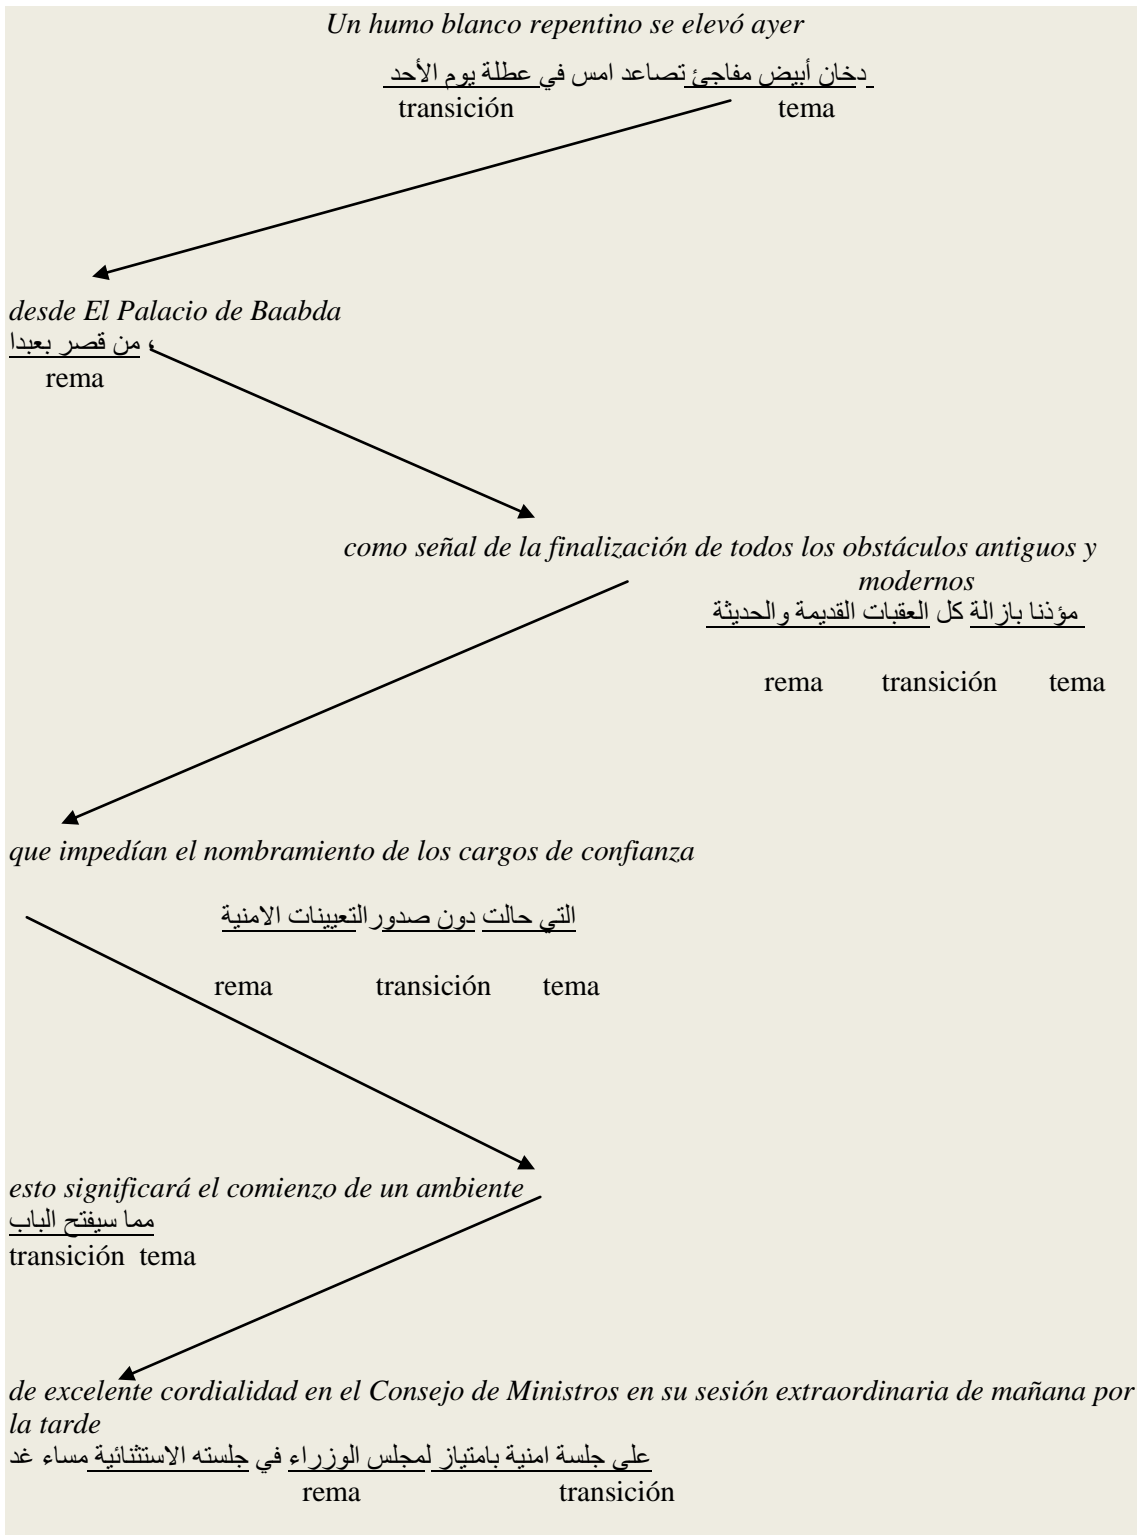 Un humo blanco repentino se elevó ayer
دخان أبيض مفاجئ تصاعد امس في عطلة يوم الأحد
transición tema
desde El Palacio de Baabda
، من قصر بعبدا
rema
como señal de la finalización de todos los obstáculos antiguos y
modernos
مؤذنا بازالة كل العقبات القديمة والحديثة
rema transición tema
que impedían el nombramiento de los cargos de confianza
التي حالت دون صدور التعيينات الامنية
rema transición tema
esto significará el comienzo de un ambiente
مما سيفتح الباب
transición tema
de excelente cordialidad en el Consejo de Ministros en su sesión extraordinaria de mañana por
la tarde
على جلسة امنية بامتياز لمجلس الوزراء في جلسته الاستثنائية مساء غد
rema transición